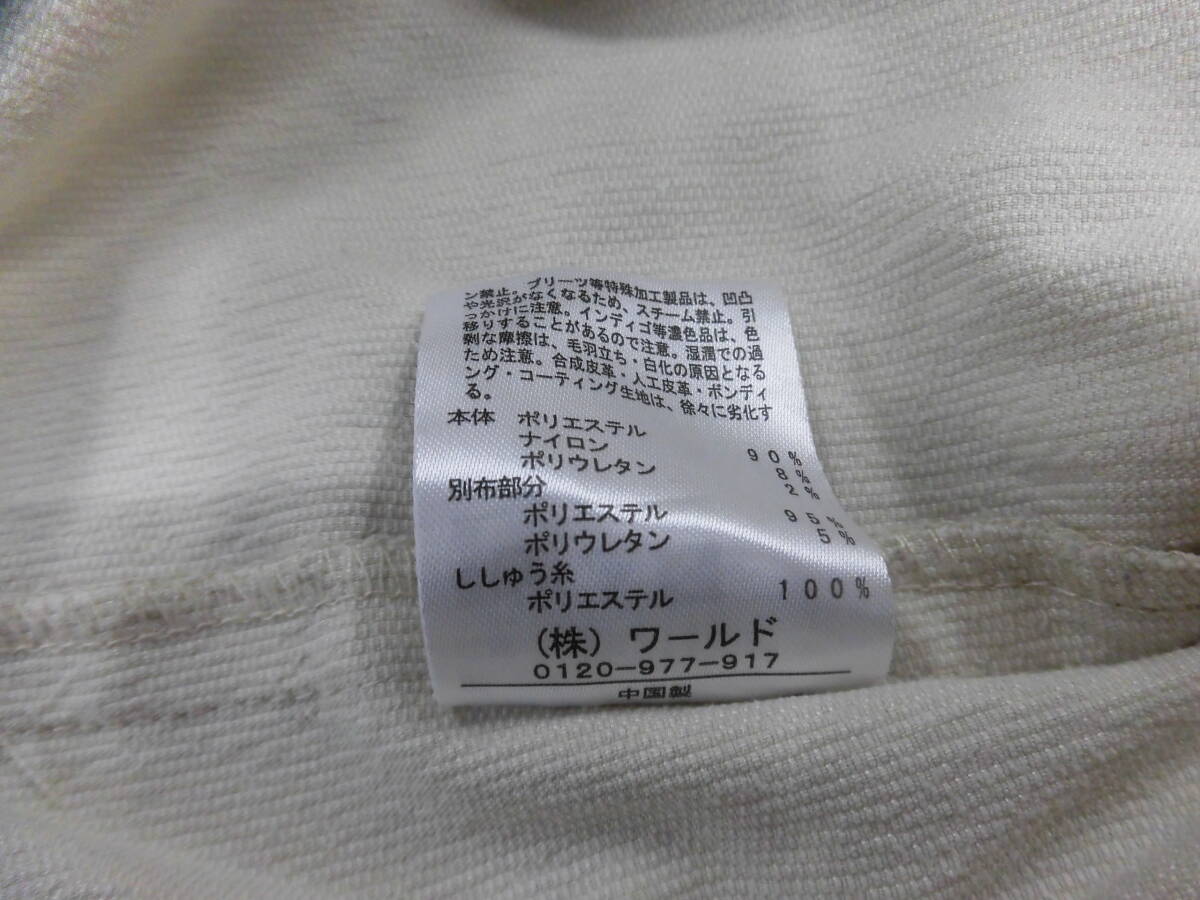 ン禁止。プリーツ等特殊加工製品は、凹凸
や光沢がなくなるため、スチーム禁止。引
っかけに注意。インディゴ等濃色品は、色
移りすることがあるので注意。湿潤での過
剰な摩擦は、毛羽立ち・白化の原因となる
ため注意。合成皮革・人工皮革・ボンディ
ング・コーティング生地は、徐々に劣化す
る。
本体 ポリエステル 90%
ナイロン 8%
ポリウレタン 2%
別布部分
ポリエステル 95%
ポリウレタン 5%
ししゅう糸
ポリエステル 100%
(株) ワールド
0120-977-917
中国製